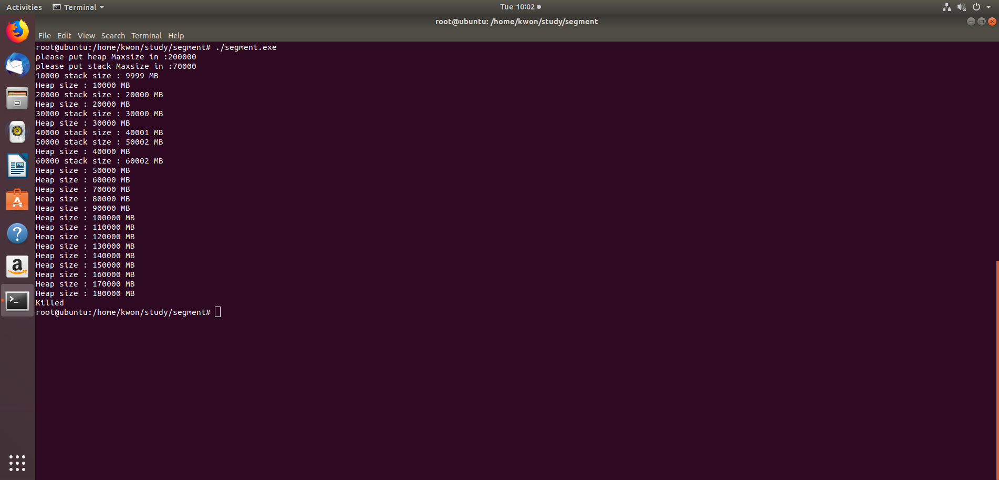 Activities Terminal Tue 10:02
root@ubuntu: /home/kwon/study/segment
File Edit View Search Terminal Help
root@ubuntu:/home/kwon/study/segment# ./segment.exe
please put heap Maxsize in :200000
please put stack Maxsize in :70000
10000 stack size : 9999 MB
Heap size : 10000 MB
20000 stack size : 20000 MB
Heap size : 20000 MB
30000 stack size : 30000 MB
Heap size : 30000 MB
40000 stack size : 40001 MB
50000 stack size : 50002 MB
Heap size : 40000 MB
60000 stack size : 60002 MB
Heap size : 50000 MB
Heap size : 60000 MB
Heap size : 70000 MB
Heap size : 80000 MB
Heap size : 90000 MB
Heap size : 100000 MB
Heap size : 110000 MB
Heap size : 120000 MB
Heap size : 130000 MB
Heap size : 140000 MB
Heap size : 150000 MB
Heap size : 160000 MB
Heap size : 170000 MB
Heap size : 180000 MB
Killed
root@ubuntu:/home/kwon/study/segment#